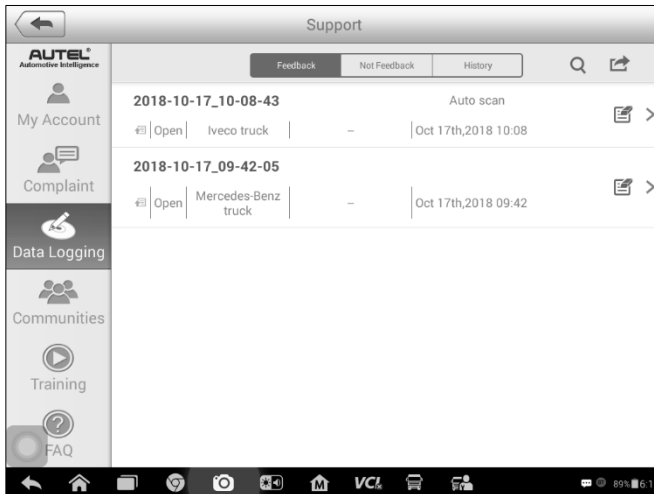 Support
AUTEL®
Automotive Intelligence
Feedback
Not Feedback
History
My Account
Complaint
Data Logging
Communities
Training
FAQ
2018-10-17_10-08-43
Auto scan
Open
Iveco truck
–
Oct 17th,2018 10:08
2018-10-17_09-42-05
Open
Mercedes-Benz
truck
–
Oct 17th,2018 09:42
VCI
89%